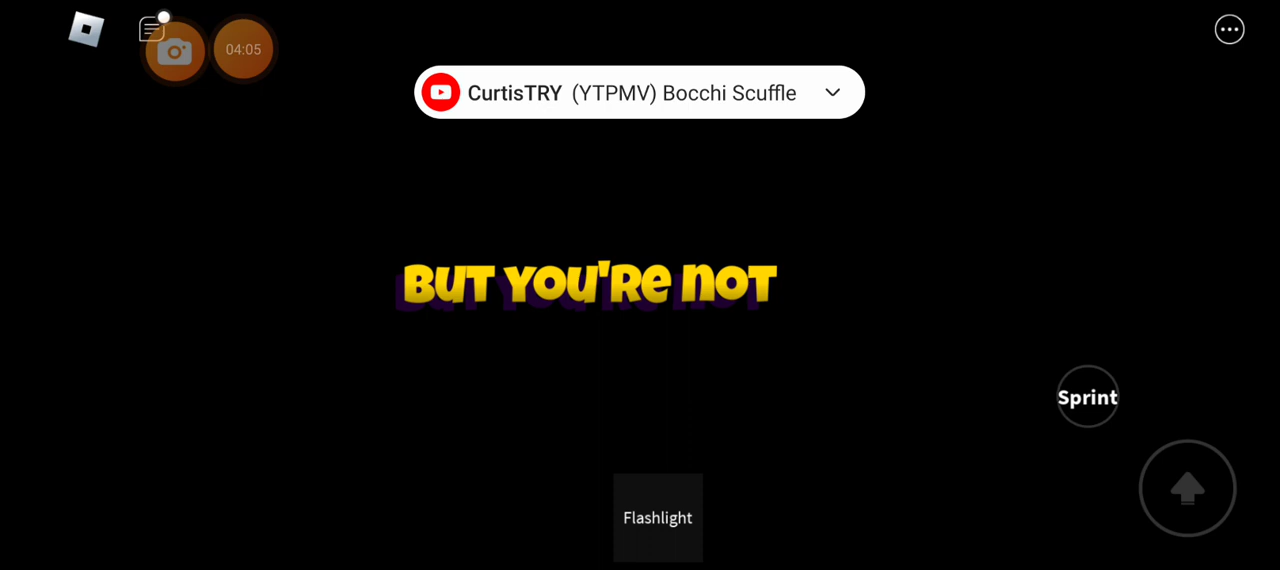 04:05
CurtisTRY (YTPMV) Bocchi Scuffle
BUT YOU'RE NOT
Sprint
Flashlight